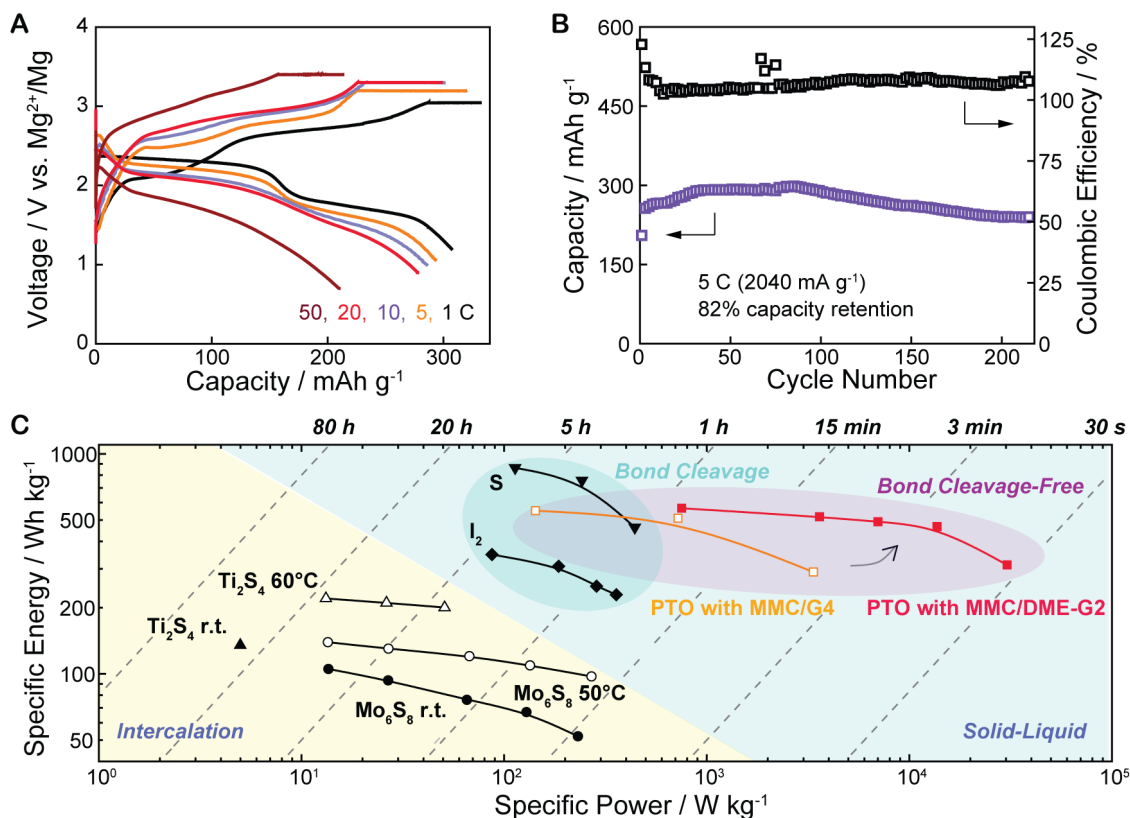 A
Voltage / V vs. Mg²⁺/Mg
4
3
2
1
0
0
100
200
300
Capacity / mAh g⁻¹
50, 20, 10, 5, 1 C
B
Capacity / mAh g⁻¹
600
450
300
150
0
0
50
100
150
200
Cycle Number
125
100
75
50
25
0
Coulombic Efficiency / %
5 C (2040 mA g⁻¹)
82% capacity retention
C
80 h
20 h
5 h
1 h
15 min
3 min
30 s
Specific Energy / Wh kg⁻¹
1000
500
200
100
50
S
Bond Cleavage
Bond Cleavage-Free
I₂
Ti₂S₄ 60°C
PTO with MMC/G4
PTO with MMC/DME-G2
Ti₂S₄ r.t.
Mo₆S₈ 50°C
Mo₆S₈ r.t.
Intercalation
Solid-Liquid
10⁰
10¹
10²
10³
10⁴
10⁵
Specific Power / W kg⁻¹